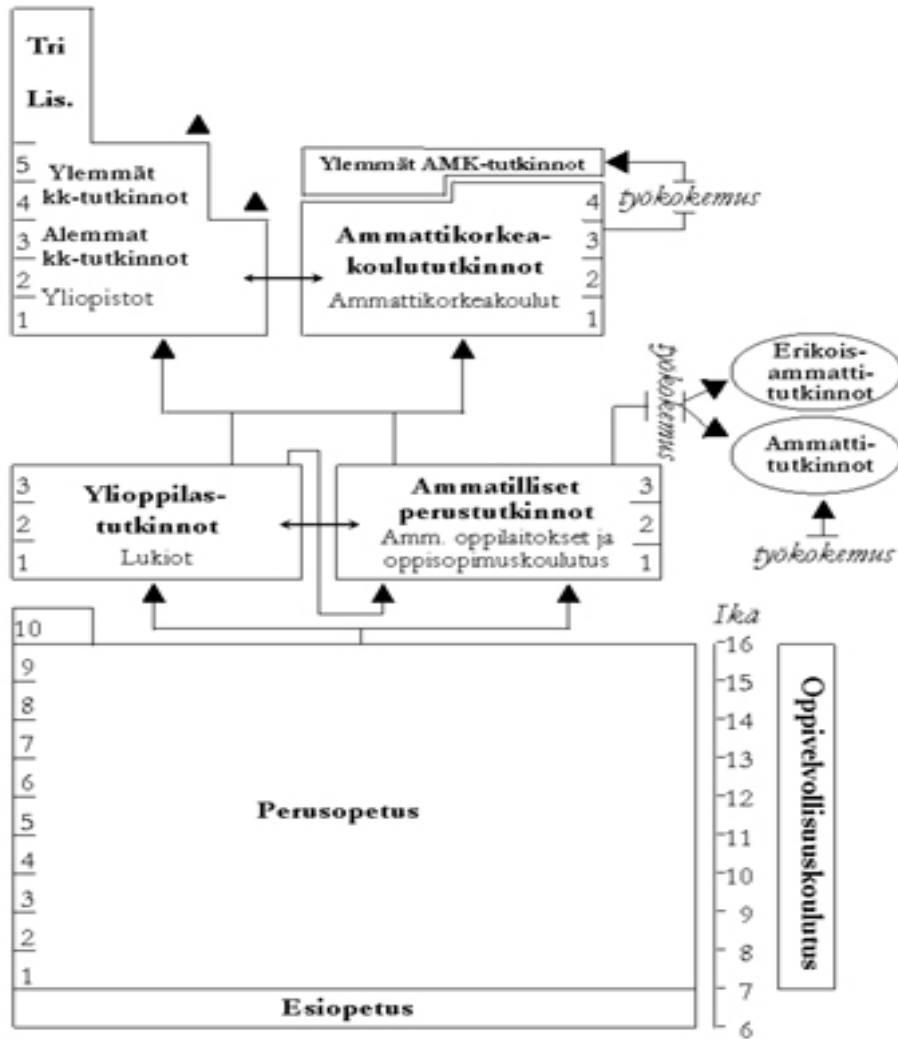 Tri
Lis.
5
4
3
2
1
Ylemmät
kk-tutkinnot
Alemmat
kk-tutkinnot
Yliopistot
Ylemmät AMK-tutkinnot
työkokemus
4
3
2
1
Ammattikorkea-
koulututkinnot
Ammattikorkeakoulut
työkokemus
Erikois-
ammatti-
tutkinnot
Ammatti-
tutkinnot
työkokemus
3
2
1
Ylioppilas-
tutkinnot
Lukiot
Ammatilliset
perustutkinnot
Amm. oppilaitokset ja
oppisopimuskoulutus
3
2
1
10
9
8
7
6
5
4
3
2
1
Perusopetus
Esiopetus
Ika
16
15
14
13
12
11
10
9
8
7
6
Oppivelvollisuuskoulutus